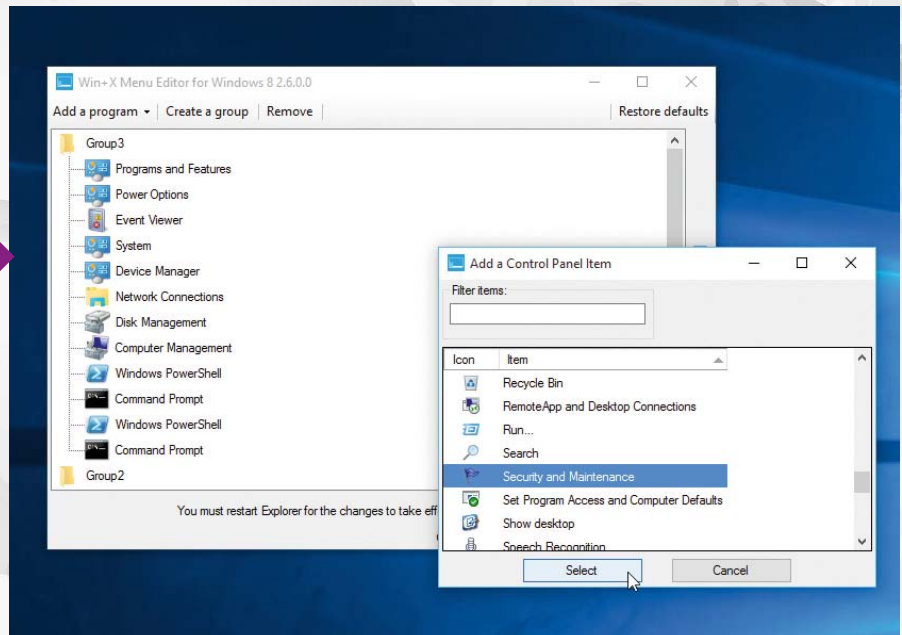 Win+X Menu Editor for Windows 8 2.6.0.0
Add a program Create a group Remove Restore defaults
Group3
Programs and Features
Power Options
Event Viewer
System
Device Manager
Network Connections
Disk Management
Computer Management
Windows PowerShell
Command Prompt
Windows PowerShell
Command Prompt
Group2
You must restart Explorer for the changes to take eff
Add a Control Panel Item
Filter items:
Icon Item
Recycle Bin
RemoteApp and Desktop Connections
Run...
Search
Security and Maintenance
Set Program Access and Computer Defaults
Show desktop
Speech Recognition
Select Cancel